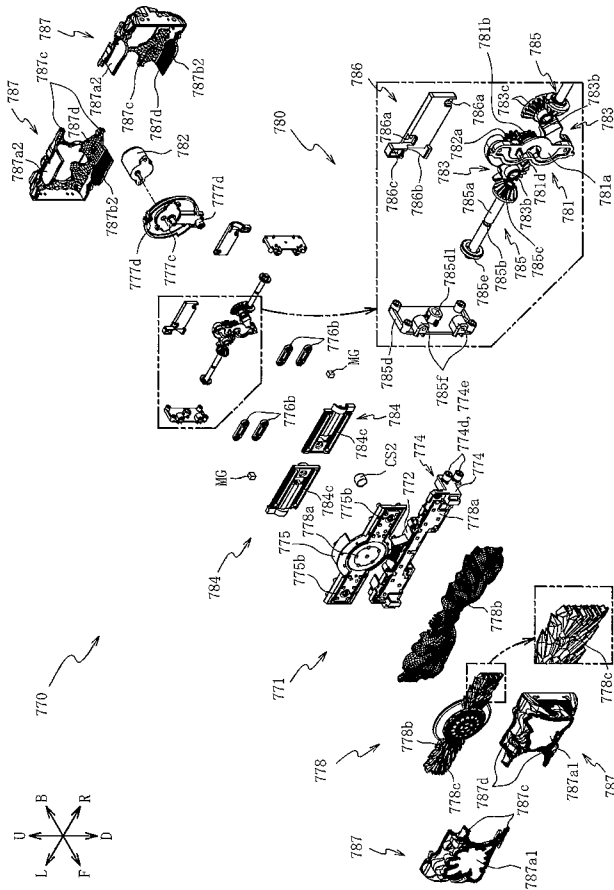 787
787c
787d
787a2
787
787a2
787c
787d
787b2
787b2
782
777d
777c
777d
780
786
786a
786c
786b
786a
781b
782a
783
783c
785
785a
783b
783b
783
781d
781
781a
785c
785
785b
785e
785d1
785d
785f
776b
MG
776b
784
784c
MG
784c
CS2
774
774d, 774e
774
772
778a
775b
778a
775
775b
784
770
771
778b
778
778b
778c
778c
787
787a1
787d
787c
787
787a1
U
B
R
D
F
L